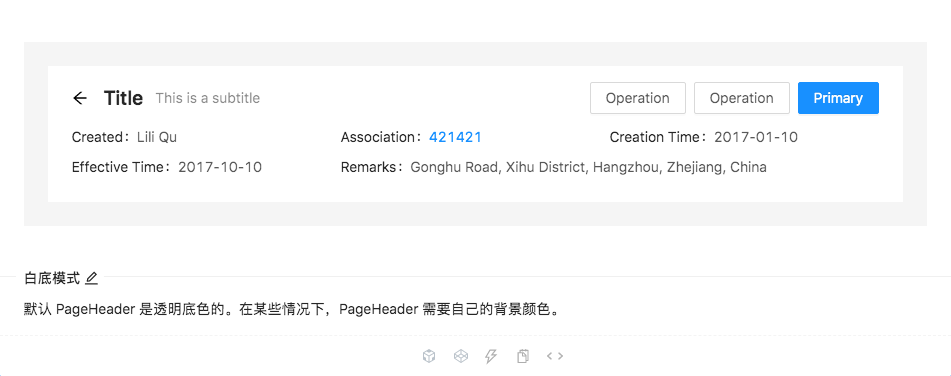 Title This is a subtitle Operation Operation Primary
Created：Lili Qu Association：421421 Creation Time：2017-01-10
Effective Time：2017-10-10 Remarks：Gonghu Road, Xihu District, Hangzhou, Zhejiang, China
白底模式
默认 PageHeader 是透明底色的。在某些情况下，PageHeader 需要自己的背景颜色。